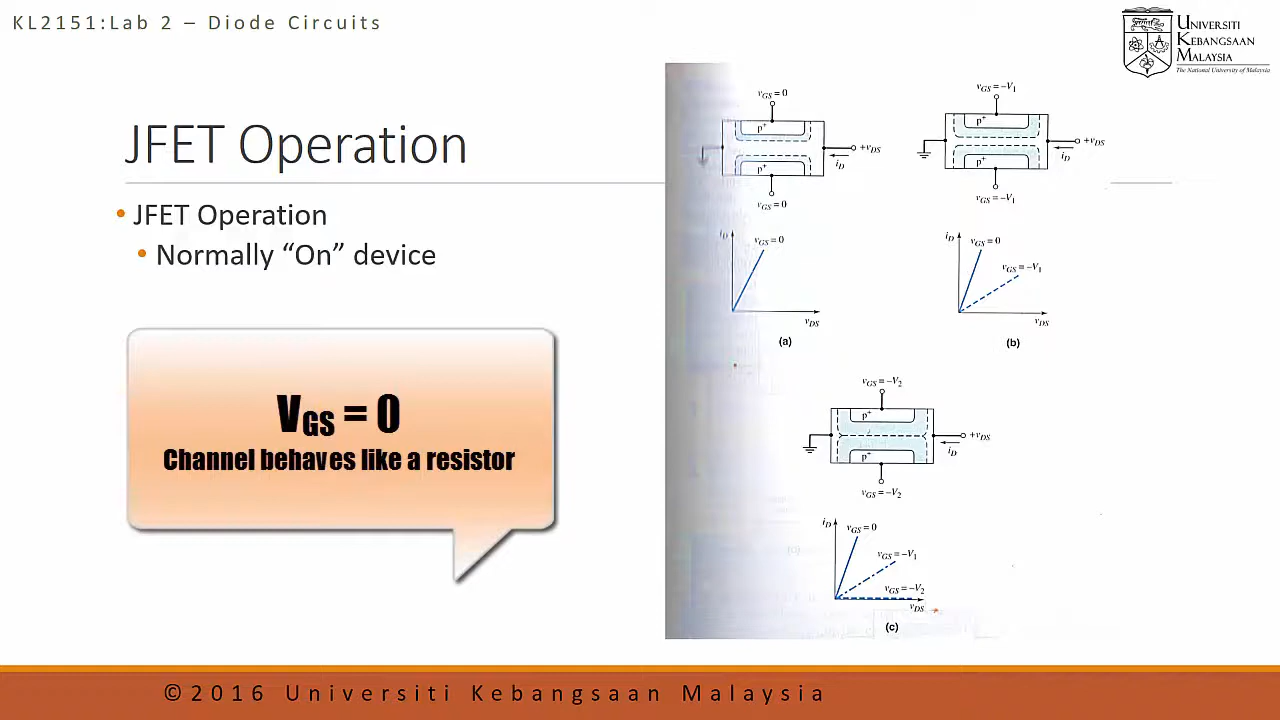 KL2151:Lab 2 – Diode Circuits
UNIVERSITI
KEBANGSAAN
MALAYSIA
The National University of Malaysia
JFET Operation
• JFET Operation
• Normally “On” device
VGS = 0
Channel behaves like a resistor
vGS = 0
p+
+vDS
iD
p+
vGS = 0
iD
vGS = 0
vDS
(a)
vGS = −V1
p+
+vDS
iD
p+
vGS = −V1
iD
vGS = 0
vGS = −V1
vDS
(b)
vGS = −V2
p+
+vDS
iD
p+
vGS = −V2
iD
vGS = 0
vGS = −V1
vGS = −V2
vDS
(c)
©2016 Universiti Kebangsaan Malaysia